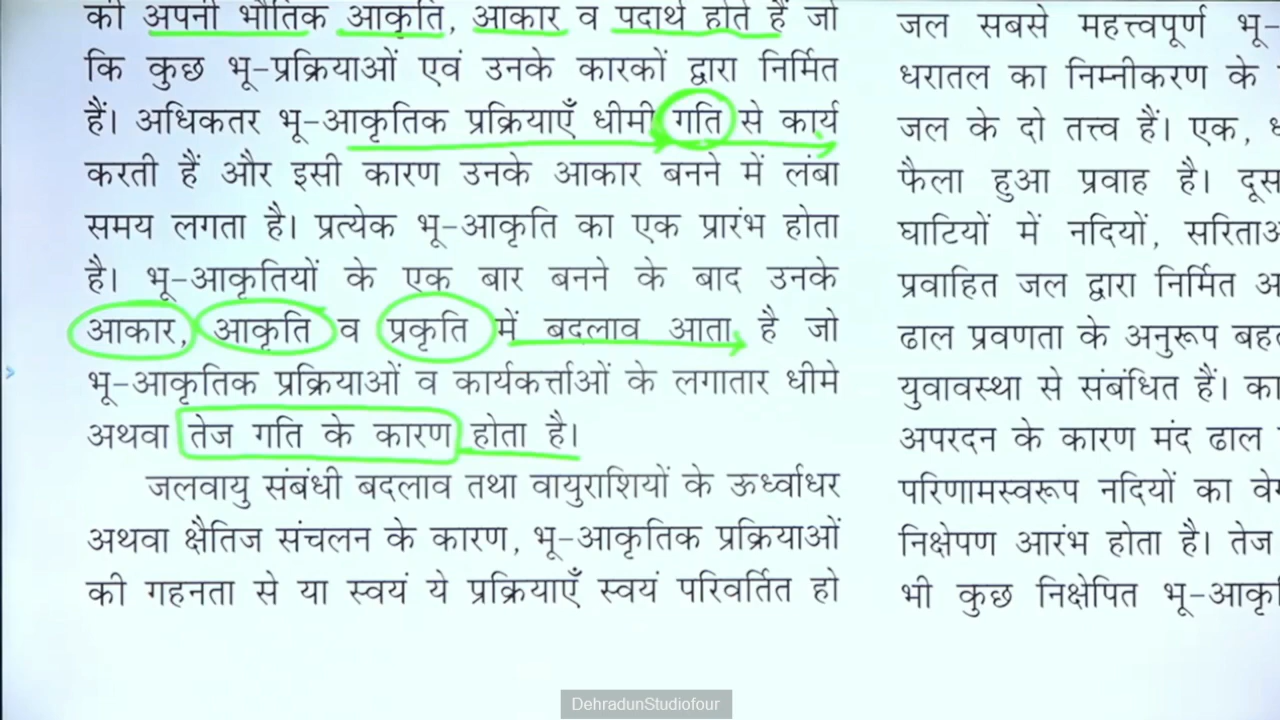 की अपनी भौतिक आकृति, आकार व पदार्थ होते हैं जो
कि कुछ भू-प्रक्रियाओं एवं उनके कारकों द्वारा निर्मित
हैं। अधिकतर भू-आकृतिक प्रक्रियाएँ धीमी गति से कार्य
करती हैं और इसी कारण उनके आकार बनने में लंबा
समय लगता है। प्रत्येक भू-आकृति का एक प्रारंभ होता
है। भू-आकृतियों के एक बार बनने के बाद उनके
आकार, आकृति व प्रकृति में बदलाव आता है जो
भू-आकृतिक प्रक्रियाओं व कार्यकर्त्ताओं के लगातार धीमे
अथवा तेज गति के कारण होता है।
जलवायु संबंधी बदलाव तथा वायुराशियों के ऊर्ध्वाधर
अथवा क्षैतिज संचलन के कारण, भू-आकृतिक प्रक्रियाओं
की गहनता से या स्वयं ये प्रक्रियाएँ स्वयं परिवर्तित हो
जल सबसे महत्त्वपूर्ण भू-
धरातल का निम्नीकरण के
जल के दो तत्त्व हैं। एक,
फैला हुआ प्रवाह है।
घाटियों में नदियों,
प्रवाहित जल द्वारा निर्मित
ढाल प्रवणता के अनुरूप
युवावस्था से संबंधित हैं।
अपरदन के कारण मंद ढाल
परिणामस्वरूप नदियों का
निक्षेपण आरंभ होता है। तेज
भी कुछ निक्षेपित
DehradunStudiofour